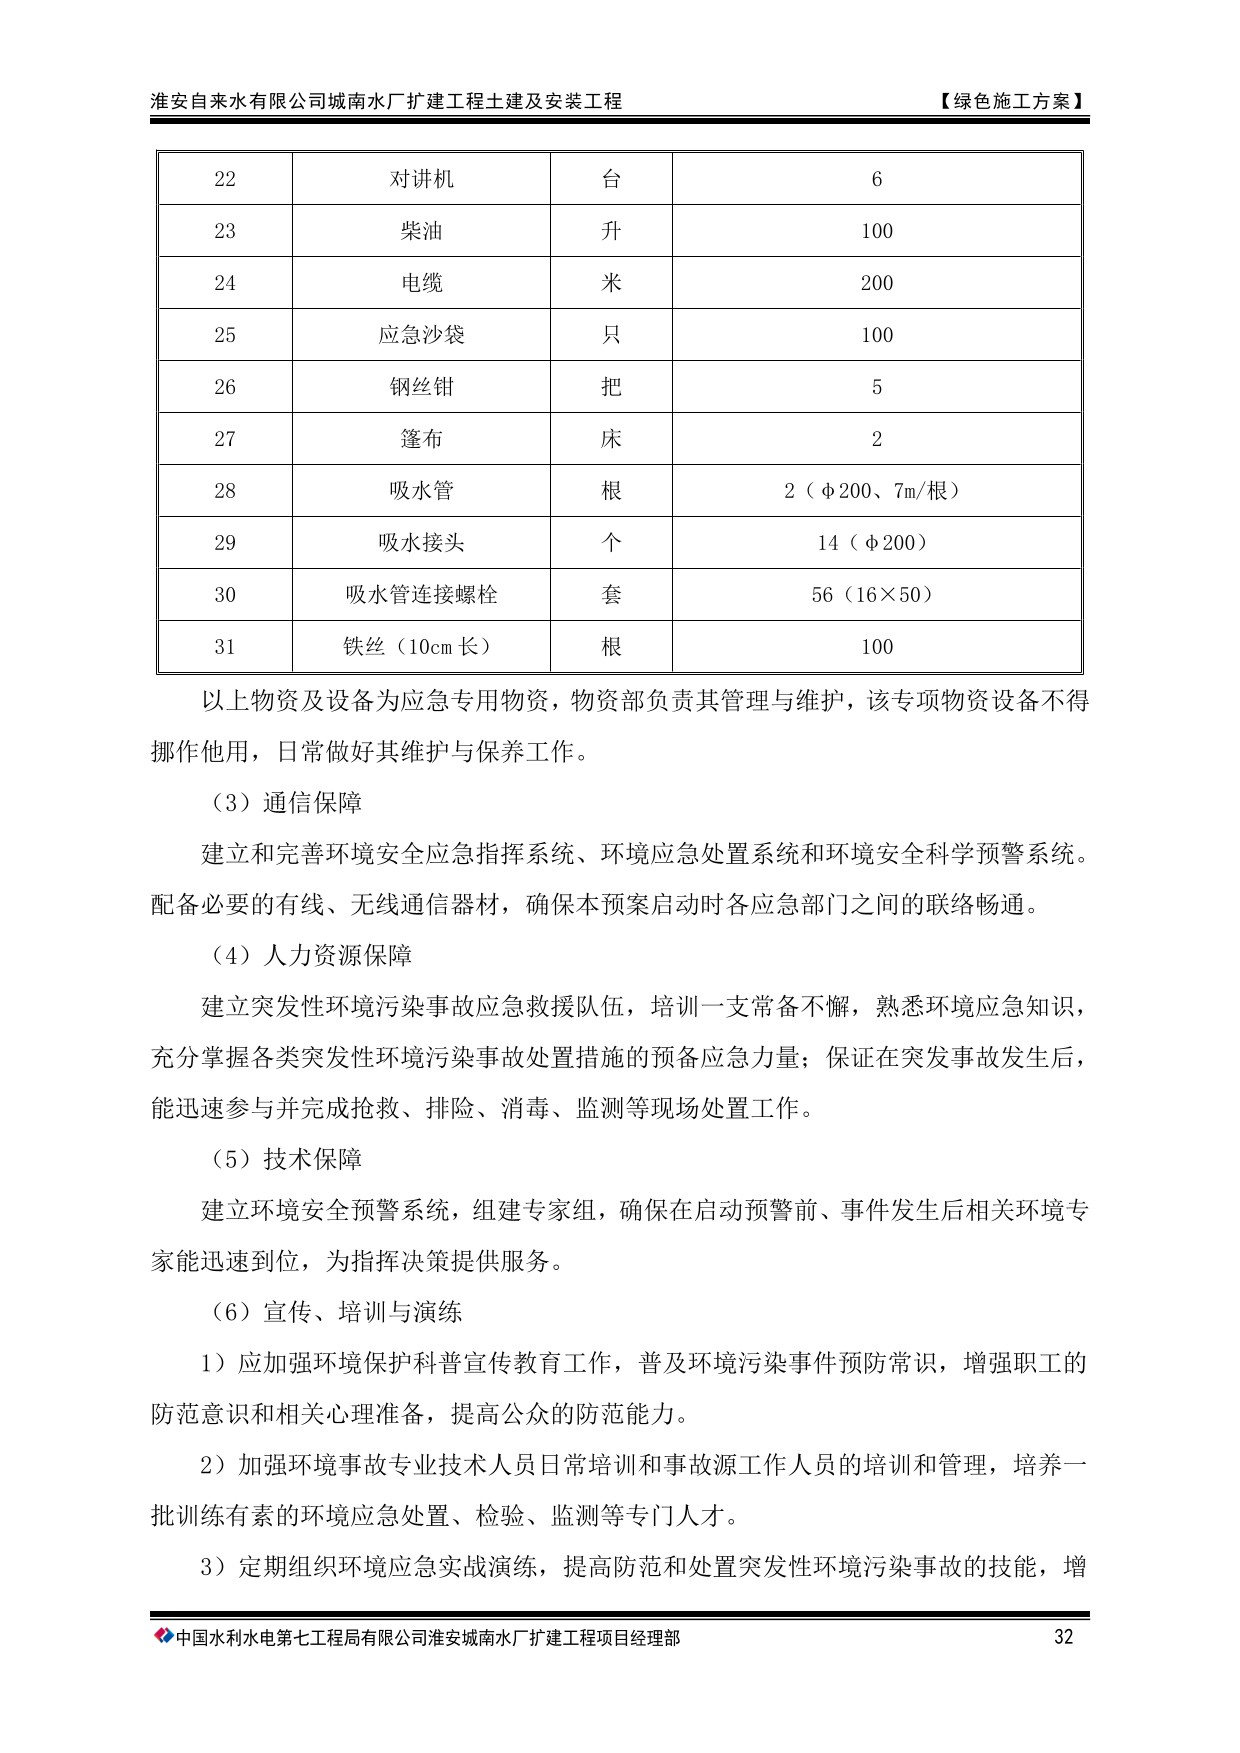 淮安自来水有限公司城南水厂扩建工程土建及安装工程 【绿色施工方案】
22 对讲机 台 6
23 柴油 升 100
24 电缆 米 200
25 应急沙袋 只 100
26 钢丝钳 把 5
27 篷布 床 2
28 吸水管 根 2（φ200、7m/根）
29 吸水接头 个 14（φ200）
30 吸水管连接螺栓 套 56（16×50）
31 铁丝（10cm 长） 根 100
以上物资及设备为应急专用物资，物资部负责其管理与维护，该专项物资设备不得
挪作他用，日常做好其维护与保养工作。
（3）通信保障
建立和完善环境安全应急指挥系统、环境应急处置系统和环境安全科学预警系统。
配备必要的有线、无线通信器材，确保本预案启动时各应急部门之间的联络畅通。
（4）人力资源保障
建立突发性环境污染事故应急救援队伍，培训一支常备不懈，熟悉环境应急知识，
充分掌握各类突发性环境污染事故处置措施的预备应急力量；保证在突发事故发生后，
能迅速参与并完成抢救、排险、消毒、监测等现场处置工作。
（5）技术保障
建立环境安全预警系统，组建专家组，确保在启动预警前、事件发生后相关环境专
家能迅速到位，为指挥决策提供服务。
（6）宣传、培训与演练
1）应加强环境保护科普宣传教育工作，普及环境污染事件预防常识，增强职工的
防范意识和相关心理准备，提高公众的防范能力。
2）加强环境事故专业技术人员日常培训和事故源工作人员的培训和管理，培养一
批训练有素的环境应急处置、检验、监测等专门人才。
3）定期组织环境应急实战演练，提高防范和处置突发性环境污染事故的技能，增
中国水利水电第七工程局有限公司淮安城南水厂扩建工程项目经理部 32